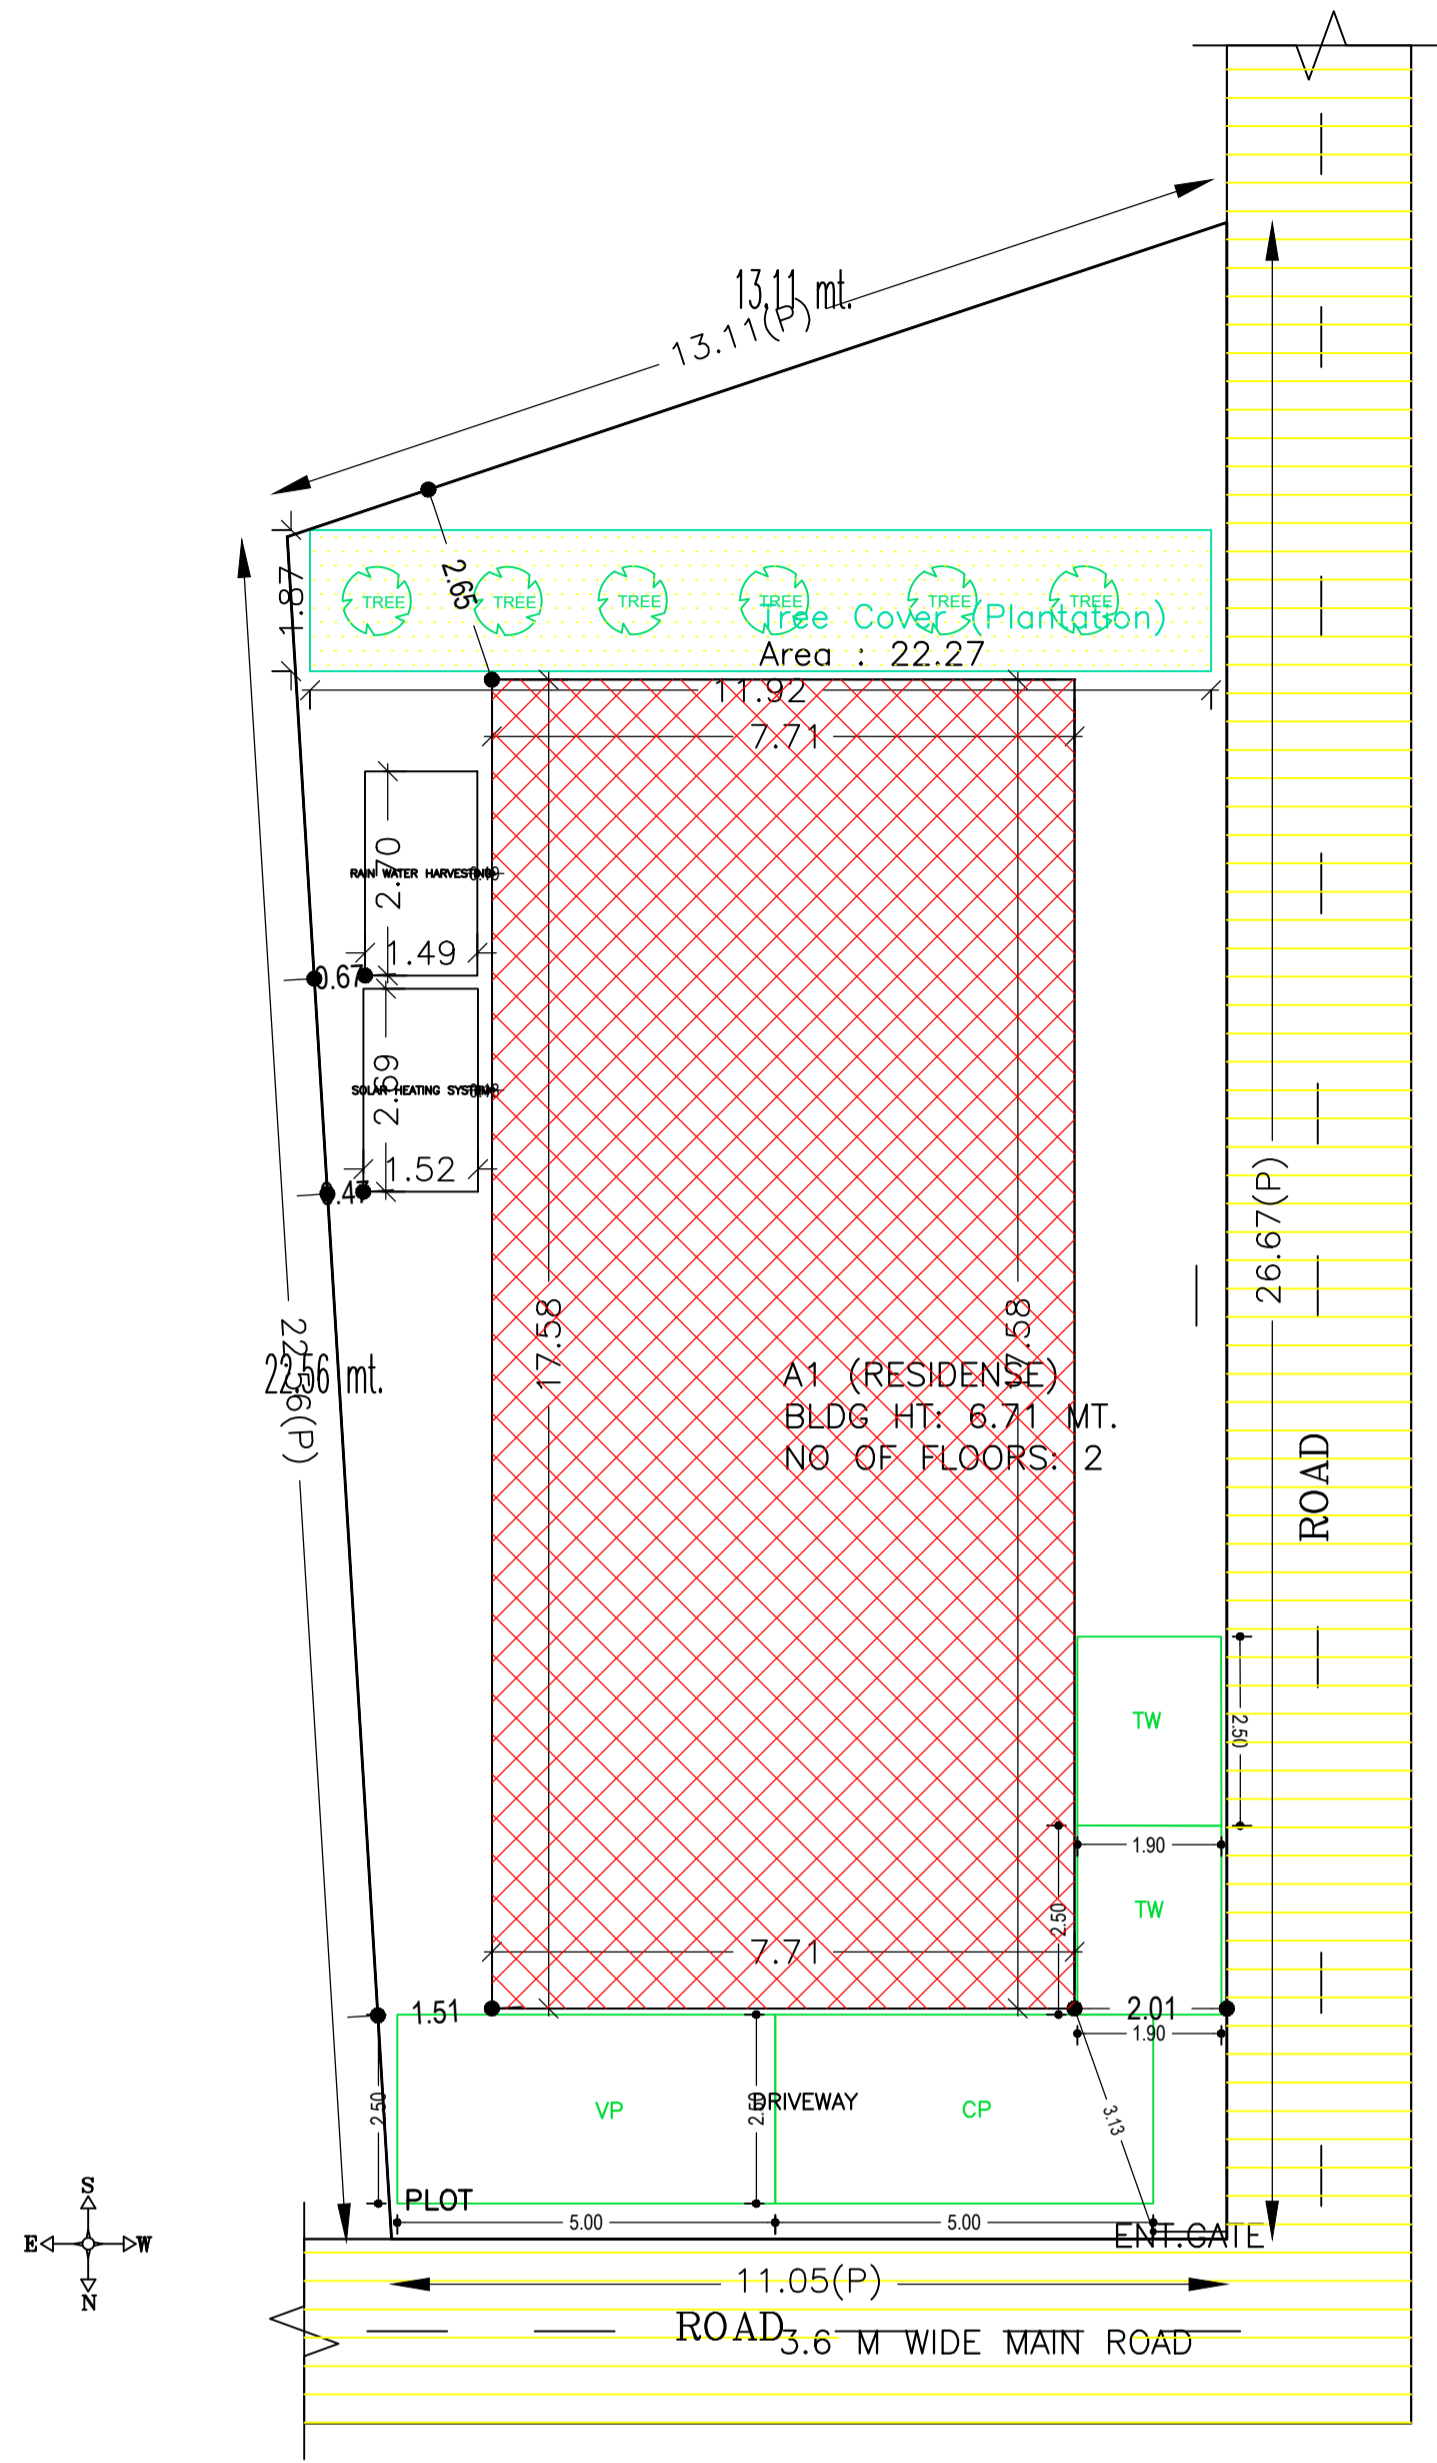 13.11 mt.
13.11(P)
2.65
1.87
TREE TREE TREE TREE TREE TREE
Tree Cover (Plantation)
Area : 22.27
11.92
7.71
2.70
RAIN WATER HARVESTING
1.49
0.67
2.69
SOLAR HEATING SYSTEM
1.52
0.47
26.67(P)
17.58
17.58
22.56 mt.
22.56(P)
A1 (RESIDENSE)
BLDG HT: 6.71 MT.
NO OF FLOORS: 2
ROAD
TW
2.50
1.90
TW
2.50
7.71
1.51
2.01
1.90
2.50
VP
2.50
DRIVEWAY
CP
3.13
PLOT
5.00
5.00
ENT.GATE
S
E
W
N
11.05(P)
ROAD
3.6 M WIDE MAIN ROAD